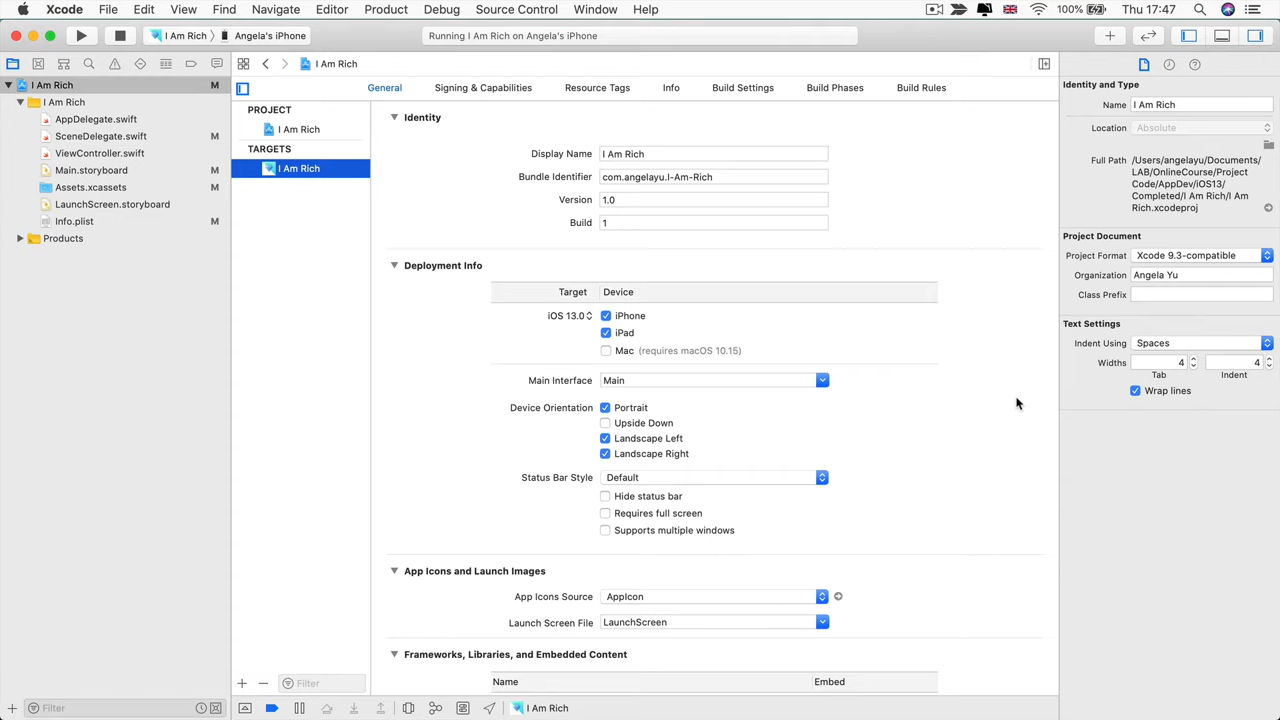 Xcode File Edit View Find Navigate Editor Product Debug Source Control Window Help 100% Thu 17:47
I Am Rich Angela's iPhone Running I Am Rich on Angela's iPhone
I Am Rich
I Am Rich M
I Am Rich
AppDelegate.swift
SceneDelegate.swift M
ViewController.swift
Main.storyboard M
Assets.xcassets M
LaunchScreen.storyboard
Info.plist M
Products
Filter
General Signing & Capabilities Resource Tags Info Build Settings Build Phases Build Rules
PROJECT
I Am Rich
TARGETS
I Am Rich
Filter
Identity
Display Name I Am Rich
Bundle Identifier com.angelayu.I-Am-Rich
Version 1.0
Build 1
Deployment Info
Target Device
iOS 13.0 iPhone
iPad
Mac (requires macOS 10.15)
Main Interface Main
Device Orientation Portrait
Upside Down
Landscape Left
Landscape Right
Status Bar Style Default
Hide status bar
Requires full screen
Supports multiple windows
App Icons and Launch Images
App Icons Source AppIcon
Launch Screen File LaunchScreen
Frameworks, Libraries, and Embedded Content
Name Embed
I Am Rich
Identity and Type
Name I Am Rich
Location Absolute
Full Path /Users/angelayu/Documents/
LAB/OnlineCourse/Project
Code/AppDev/iOS13/
Completed/I Am Rich/I Am
Rich.xcodeproj
Project Document
Project Format Xcode 9.3-compatible
Organization Angela Yu
Class Prefix
Text Settings
Indent Using Spaces
Widths 4 4
Tab Indent
Wrap lines